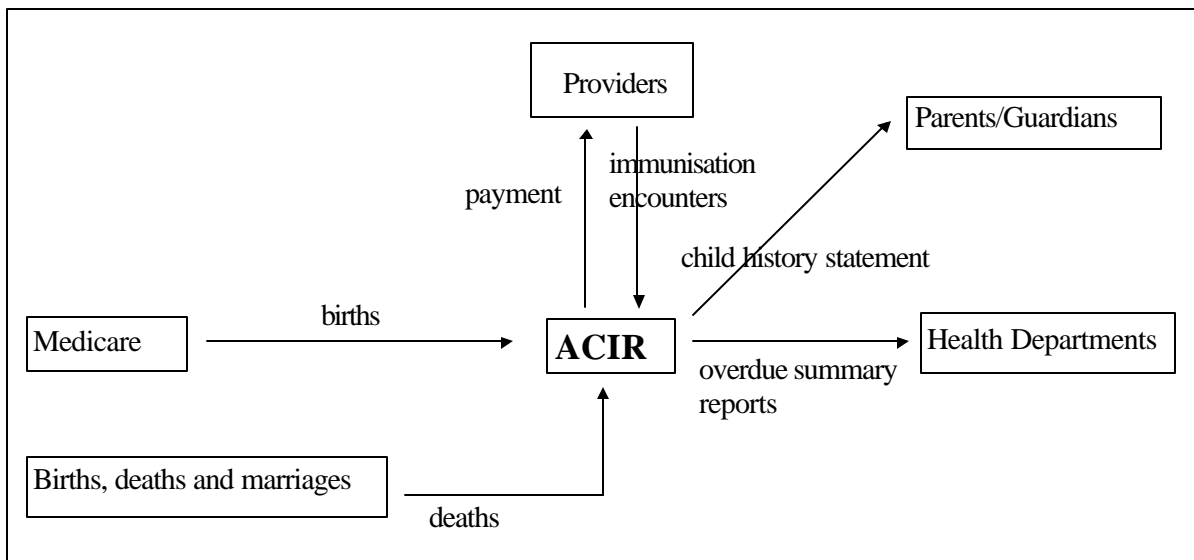 Providers
Parents/Guardians
payment
immunisation
encounters
child history statement
births
Medicare
ACIR
Health Departments
overdue summary
reports
Births, deaths and marriages
deaths